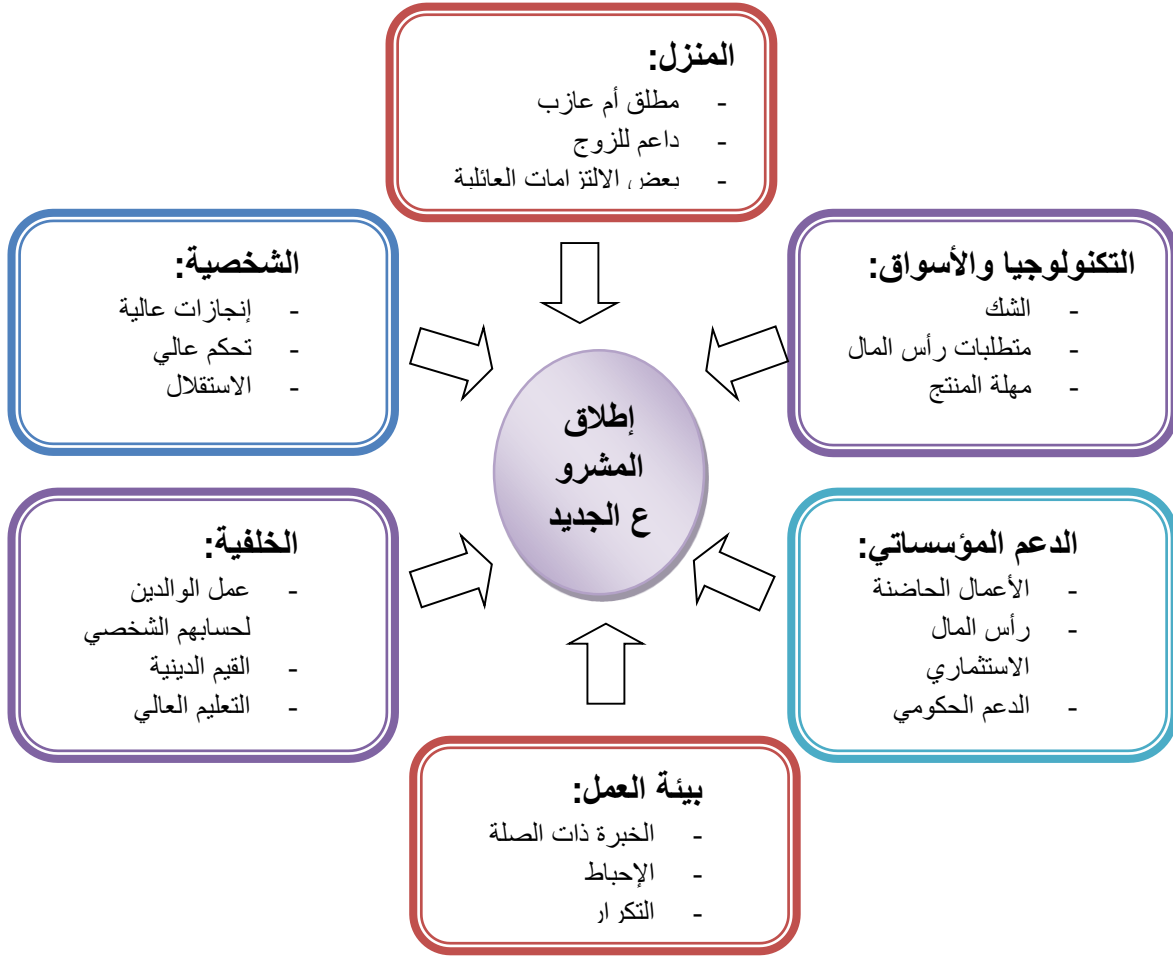 المنزل:
- مطلق أم عازب
- داعم للزوج
- بعض الالتزامات العائلية
التكنولوجيا والأسواق:
- الشك
- متطلبات رأس المال
- مهلة المنتج
الشخصية:
- إنجازات عالية
- تحكم عالي
- الاستقلال
إطلاق
المشرو
ع الجديد
الدعم المؤسساتي:
- الأعمال الحاضنة
- رأس المال
الاستثماري
- الدعم الحكومي
الخلفية:
- عمل الوالدين
لحسابهم الشخصي
- القيم الدينية
- التعليم العالي
بيئة العمل:
- الخبرة ذات الصلة
- الإحباط
- التكرار